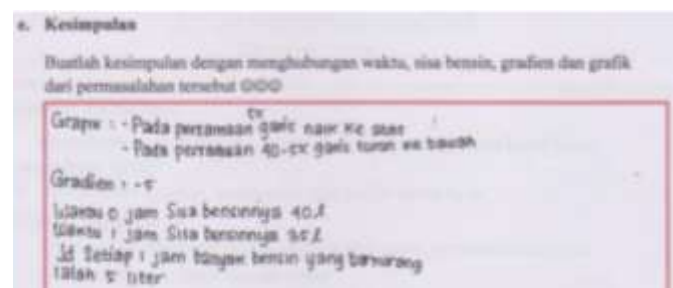 e. Kesimpulan
Buatlah kesimpulan dengan menghubungan waktu, sisa bensin, gradien dan grafik
dari permasalahan tersebut ☺☺☺
5x
Grapik : - Pada persamaan garis naik ke atas
- Pada persamaan 40-5x garis turun ke bawah
Gradien : -5
Waktu 0 jam Sisa bensinnya 40 l
Waktu 1 jam Sisa bensinnya 35 l
Jd Setiap 1 jam banyak bensin yang berkurang
ialah 5 liter